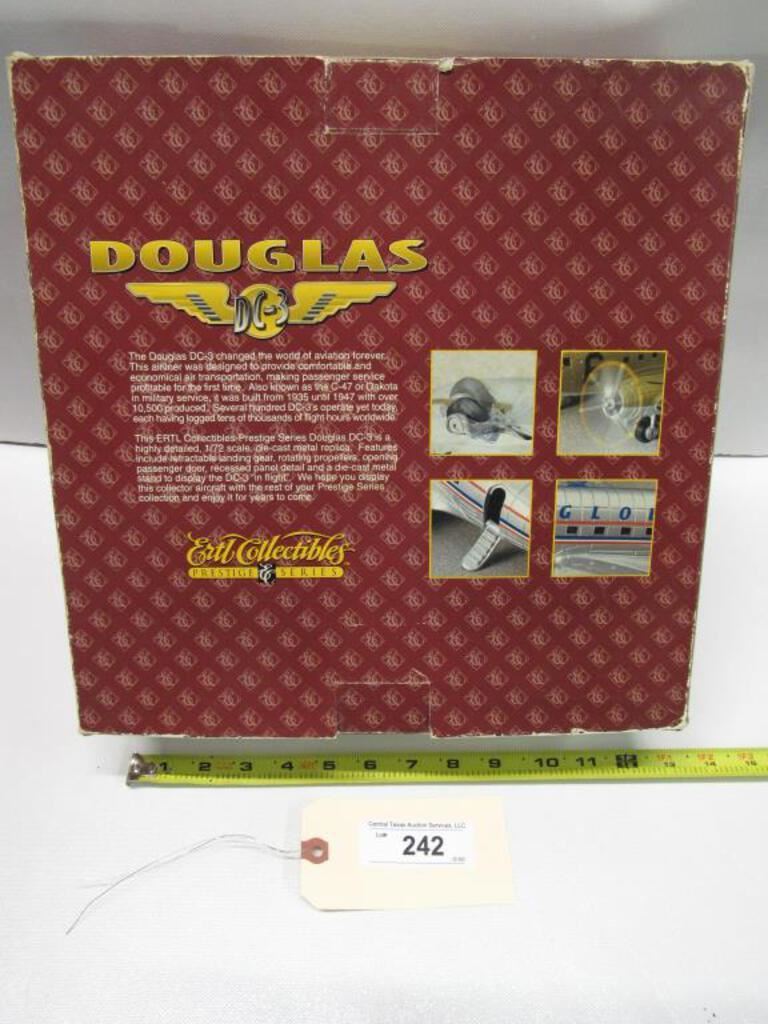 DOUGLAS
DC-3
The Douglas DC-3 changed the world of aviation forever.
This airliner was designed to provide comfortable and
economical air transportation, making passenger service
profitable for the first time. Also known as the C-47 or Dakota
in military service, it was built from 1935 until 1947 with over
10,500 produced. Several hundred DC-3's operate yet today,
each having logged tens of thousands of flight hours worldwide.
This ERTL Collectibles Prestige Series Douglas DC-3 is a
highly detailed, 1/72 scale, die-cast metal replica. Features
include retractable landing gear, rotating propellers, opening
passenger door, recessed panel detail and a die-cast metal
stand to display the DC-3 "in flight". We hope you display
this collector aircraft with the rest of your Prestige Series
collection and enjoy it for years to come.
GLO
Ertl Collectibles
PRESTIGE SERIES
1 2 3 4 5 6 7 8 9 10 11 13 14 15
Central Texas Auction Services, LLC
Lot#
242